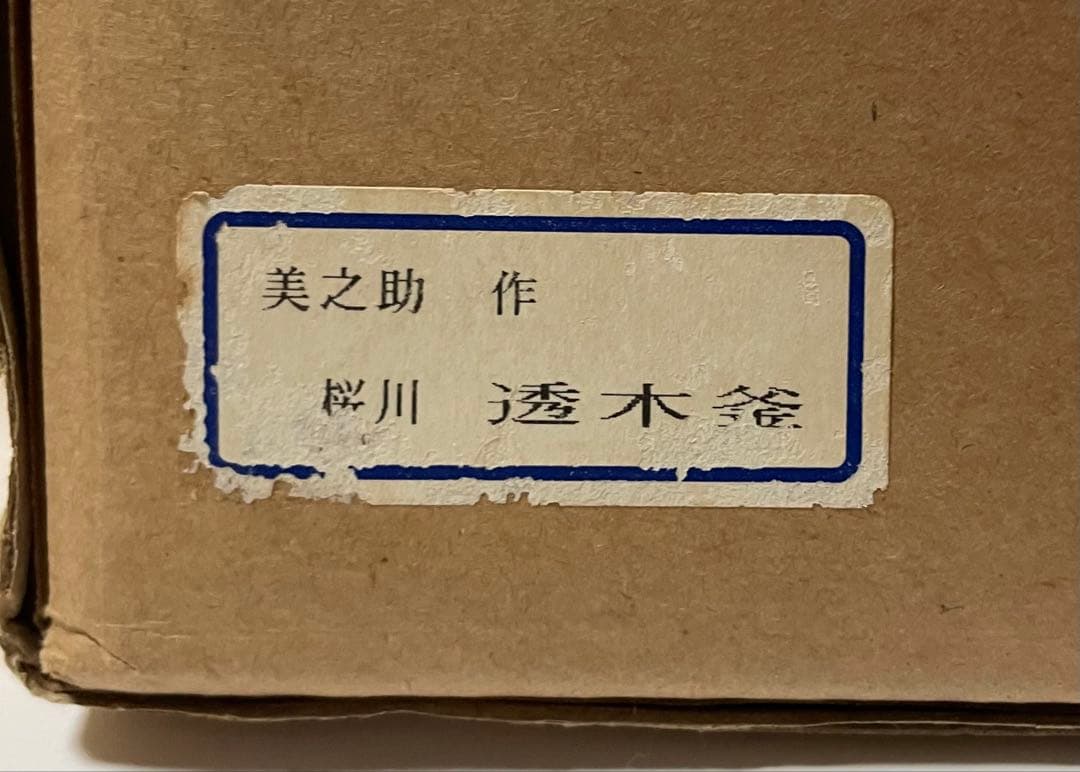 美之助 作
桜川 透木釜